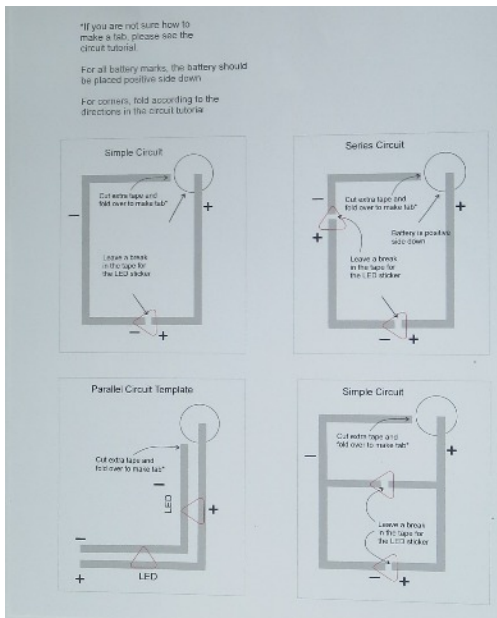 *If you are not sure how to
make a tab, please see the
circuit tutorial
For all battery marks, the battery should
be placed positive side down
For corners, fold according to the
directions in the circuit tutorial
Simple Circuit
Cut extra tape and
fold over to make tab*
−
+
Leave a break
in the tape for
the LED sticker
− +
Series Circuit
−
Cut extra tape and
fold over to make tab*
+
+
Battery is positive
side down
Leave a break
in the tape for
the LED sticker
− +
Parallel Circuit Template
Cut extra tape and
fold over to make tab*
−
LED
+
−
+
LED
Simple Circuit
Cut extra tape and
fold over to make tab*
−
+
Leave a break
in the tape for
the LED sticker
− +